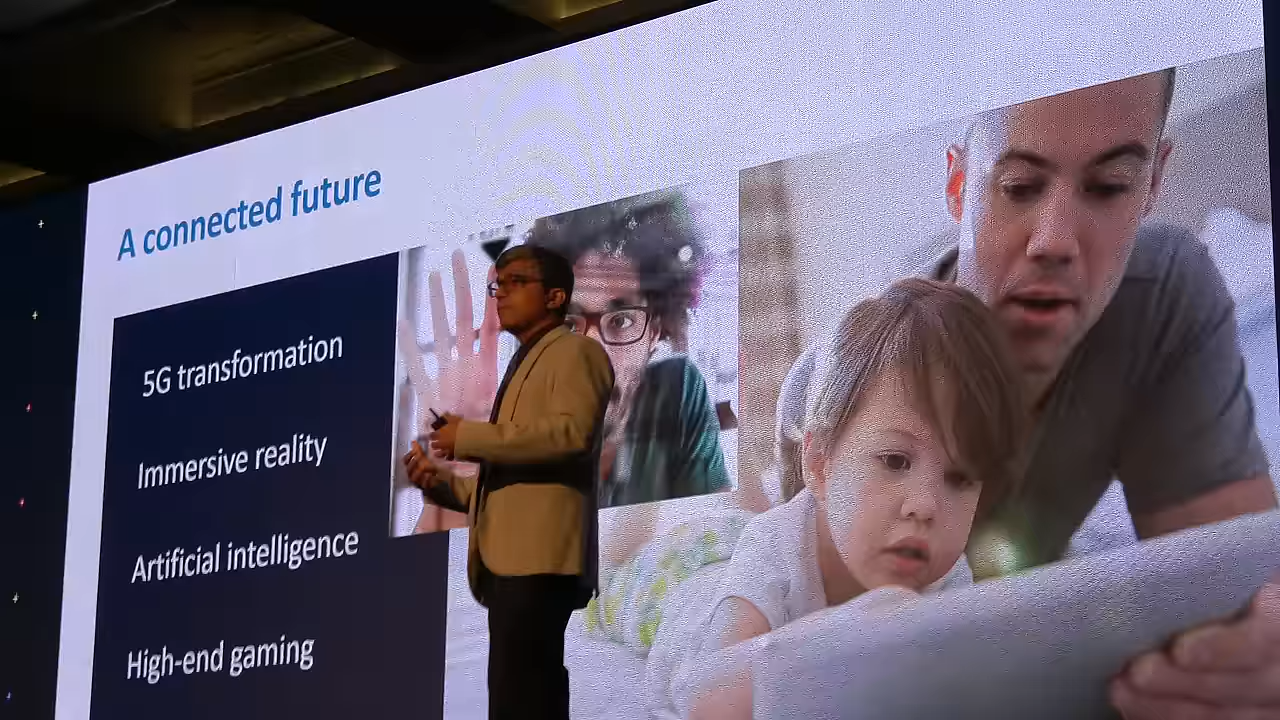 A connected future
5G transformation
Immersive reality
Artificial intelligence
High-end gaming